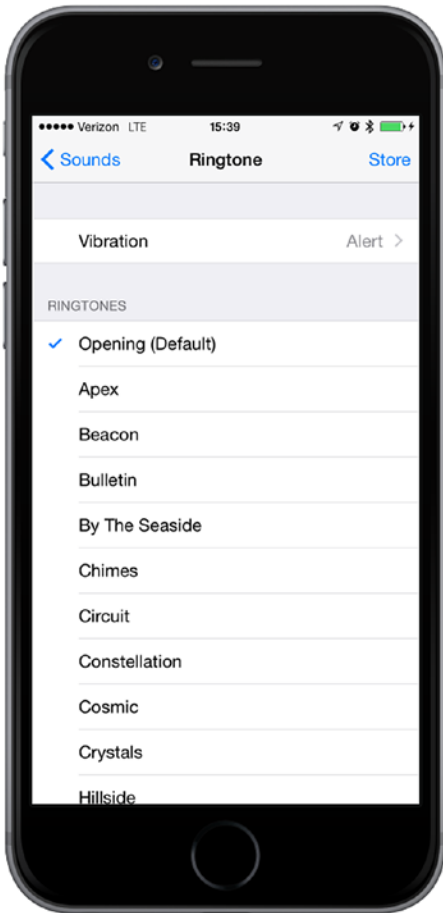 Verizon LTE 15:39
Sounds Ringtone Store
Vibration Alert
RINGTONES
Opening (Default)
Apex
Beacon
Bulletin
By The Seaside
Chimes
Circuit
Constellation
Cosmic
Crystals
Hillside